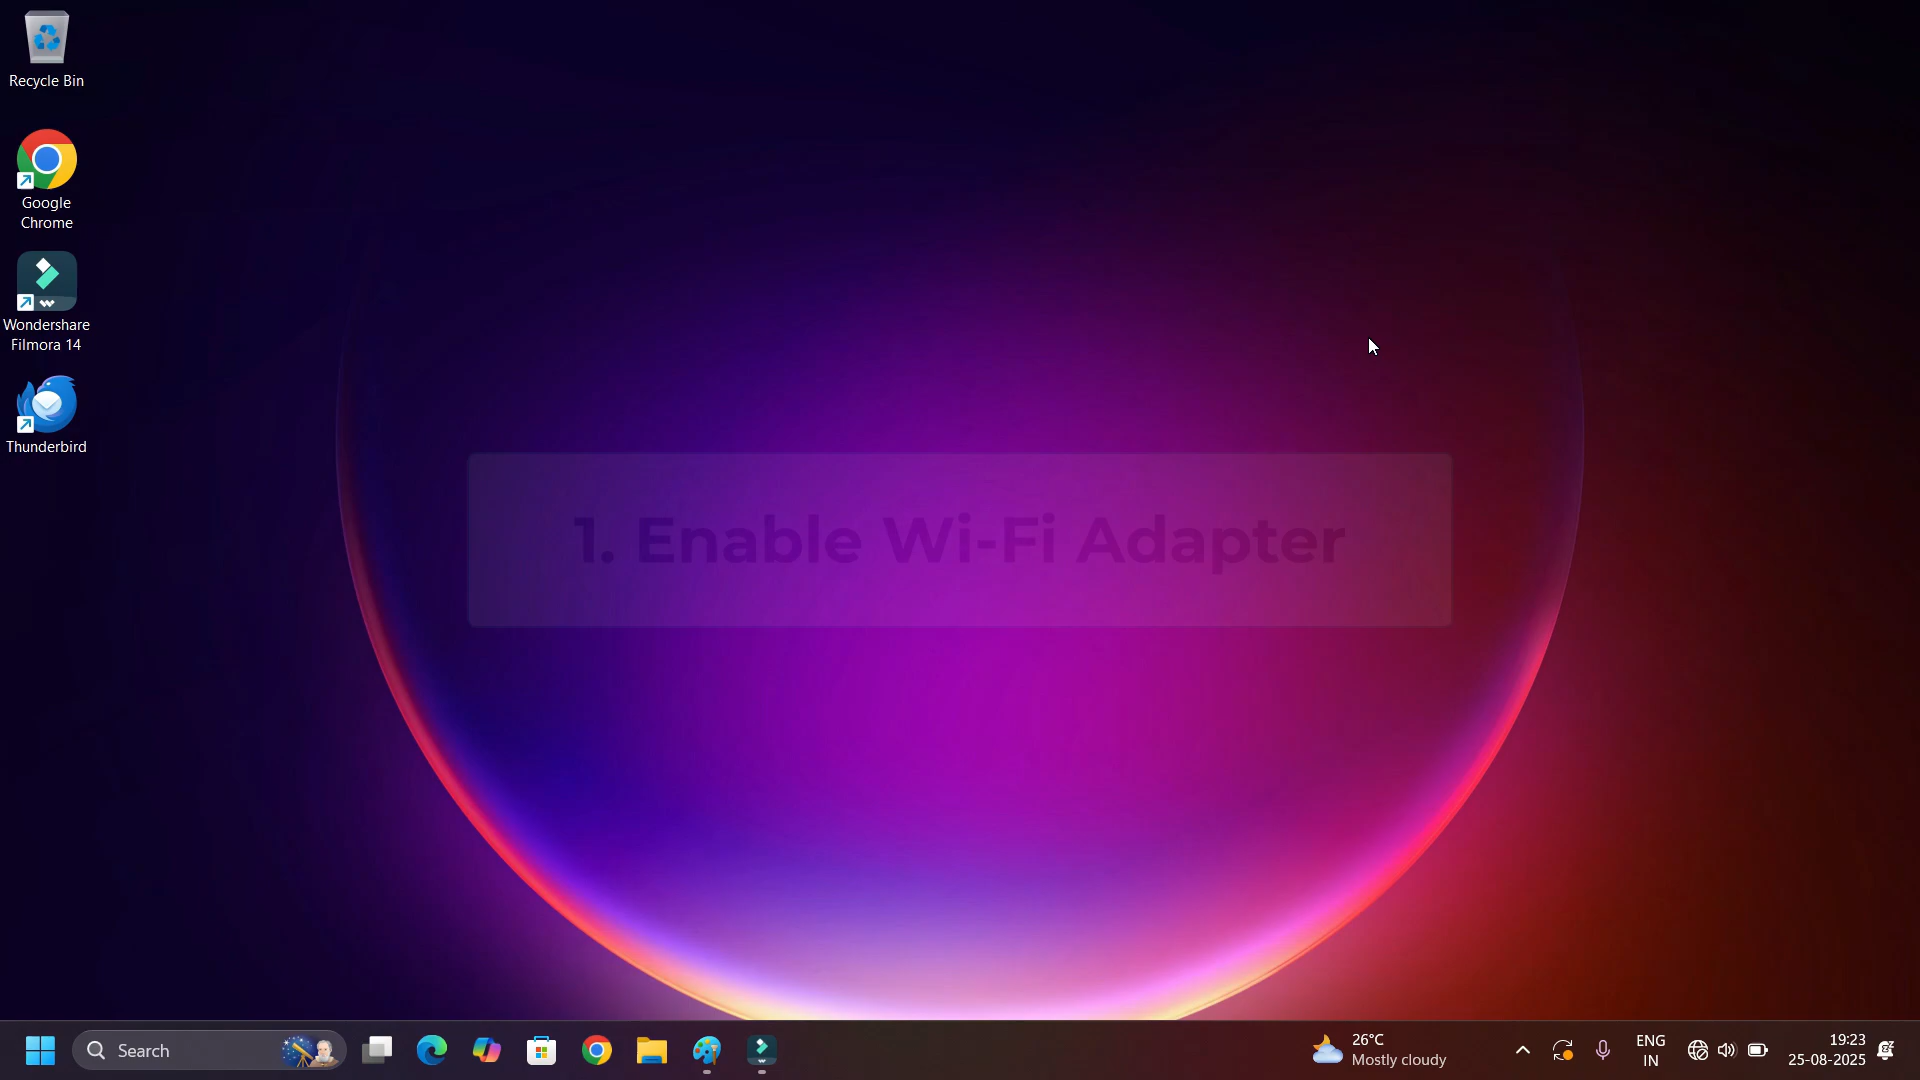 Recycle Bin
Google
Chrome
Wondershare
Filmora 14
Thunderbird
1. Enable Wi-Fi Adapter
Search
26°C
Mostly cloudy
ENG
IN
19:23
25-08-2025